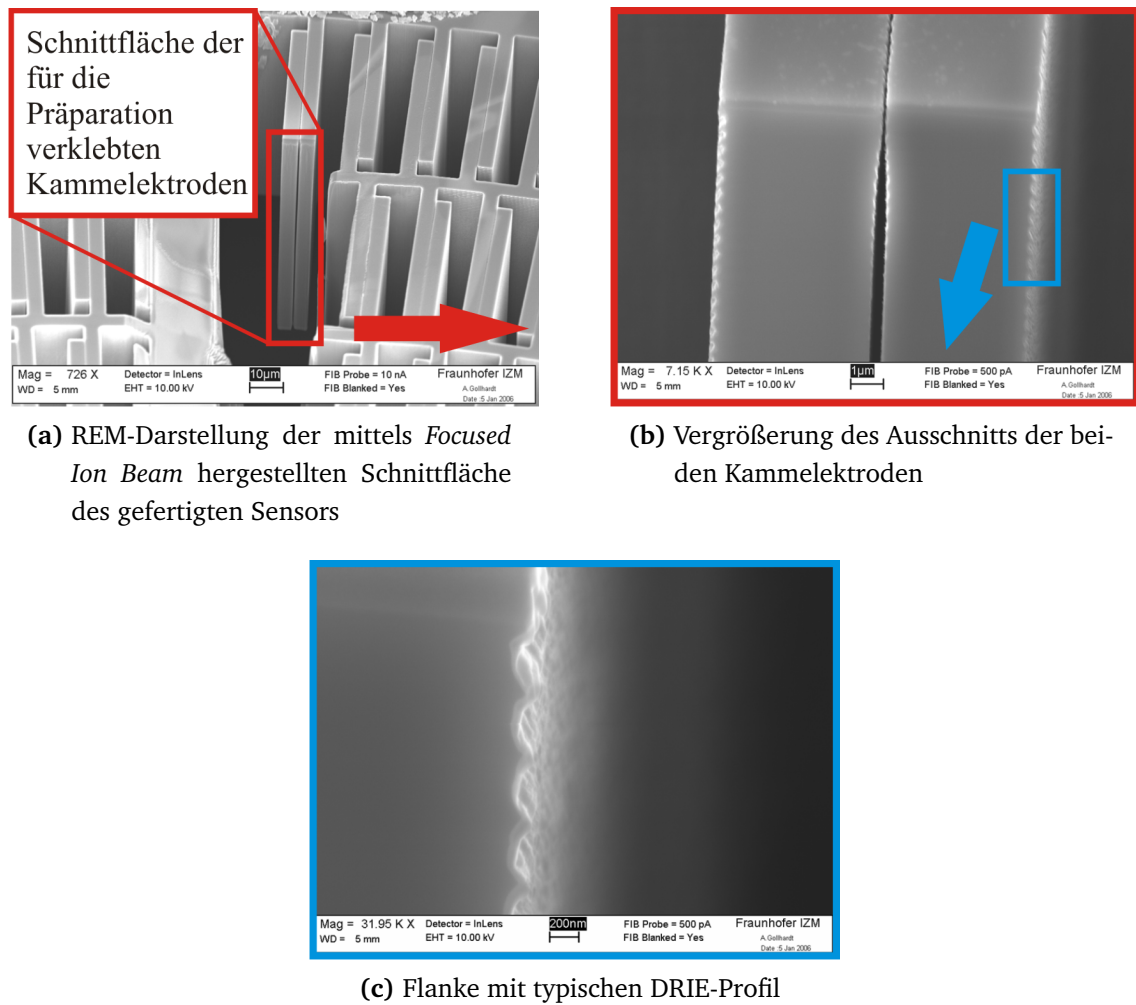 Schnittfläche der
für die
Präparation
verklebten
Kammelektroden
Mag = 726 X
WD = 5 mm
Detector = InLens
EHT = 10.00 kV
10µm
FIB Probe = 10 nA
FIB Blanked = Yes
Fraunhofer IZM
A.Gollhardt
Date :5 Jan 2006
Mag = 7.15 K X
WD = 5 mm
Detector = InLens
EHT = 10.00 kV
1µm
FIB Probe = 500 pA
FIB Blanked = Yes
Fraunhofer IZM
A.Gollhardt
Date :5 Jan 2006
(a) REM-Darstellung der mittels Focused
Ion Beam hergestellten Schnittfläche
des gefertigten Sensors
(b) Vergrößerung des Ausschnitts der bei-
den Kammelektroden
Mag = 31.95 K X
WD = 5 mm
Detector = InLens
EHT = 10.00 kV
200nm
FIB Probe = 500 pA
FIB Blanked = Yes
Fraunhofer IZM
A.Gollhardt
Date :5 Jan 2006
(c) Flanke mit typischen DRIE-Profil